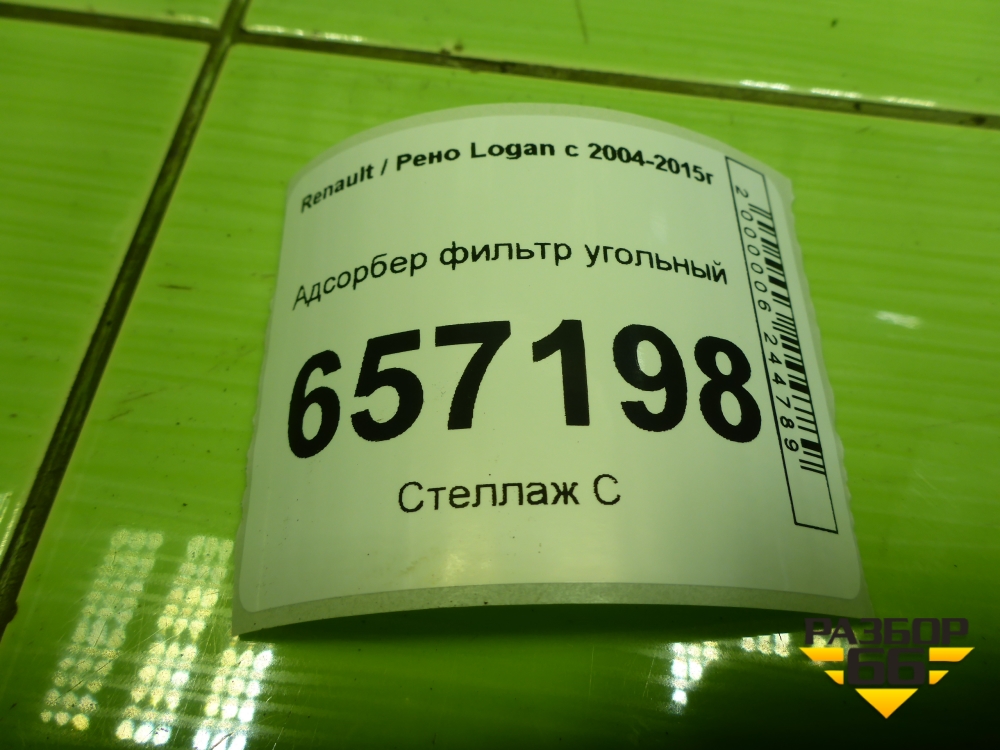 Renault / Рено Logan с 2004-2015г
Адсорбер фильтр угольный
657198
Стеллаж С
2000006244789
РАЗБОР
66